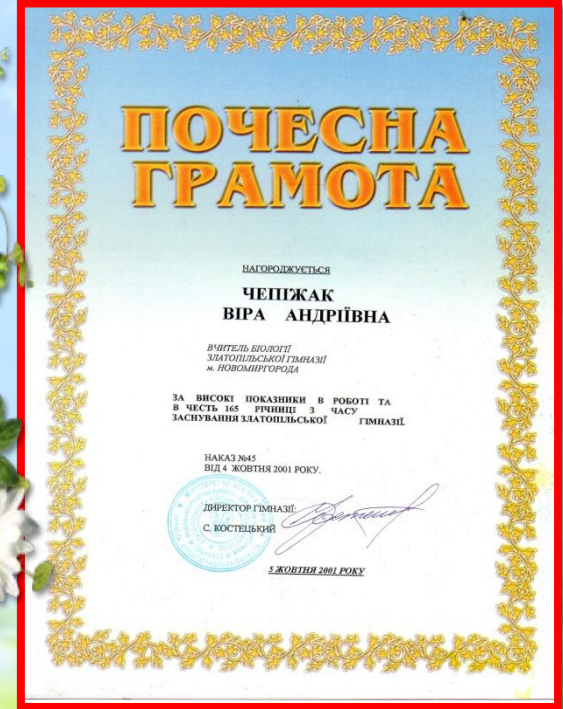 ПОЧЕСНА
ГРАМОТА
НАГОРОДЖУЄТЬСЯ
ЧЕПІЖАК
ВІРА АНДРІЇВНА
ВЧИТЕЛЬ БІОЛОГІЇ
ЗЛАТОПІЛЬСЬКОЇ ГІМНАЗІЇ
м. НОВОМИРГОРОДА
ЗА ВИСОКІ ПОКАЗНИКИ В РОБОТІ ТА
В ЧЕСТЬ 165 РІЧНИЦІ З ЧАСУ
ЗАСНУВАННЯ ЗЛАТОПІЛЬСЬКОЇ ГІМНАЗІЇ.
НАКАЗ №45
ВІД 4 ЖОВТНЯ 2001 РОКУ.
ДИРЕКТОР ГІМНАЗІЇ:
С. КОСТЕЦЬКИЙ
5 ЖОВТНЯ 2001 РОКУ